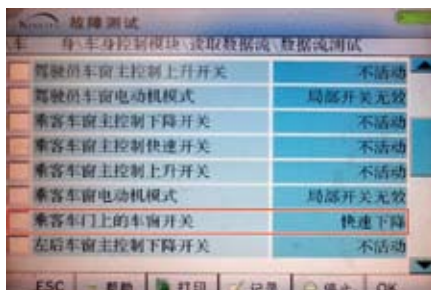 故障测试
车 身\车身控制模块\读取数据流\数据流测试
驾驶员车窗主控制上升开关 不活动
驾驶员车窗电动机模式 局部开关无效
乘客车窗主控制下降开关 不活动
乘客车窗主控制快速开关 不活动
乘客车窗主控制上升开关 不活动
乘客车窗电动机模式 局部开关无效
乘客车门上的车窗开关 快速下降
左后车窗主控制下降开关 不活动
ESC 帮助 打印 记录 停止 OK